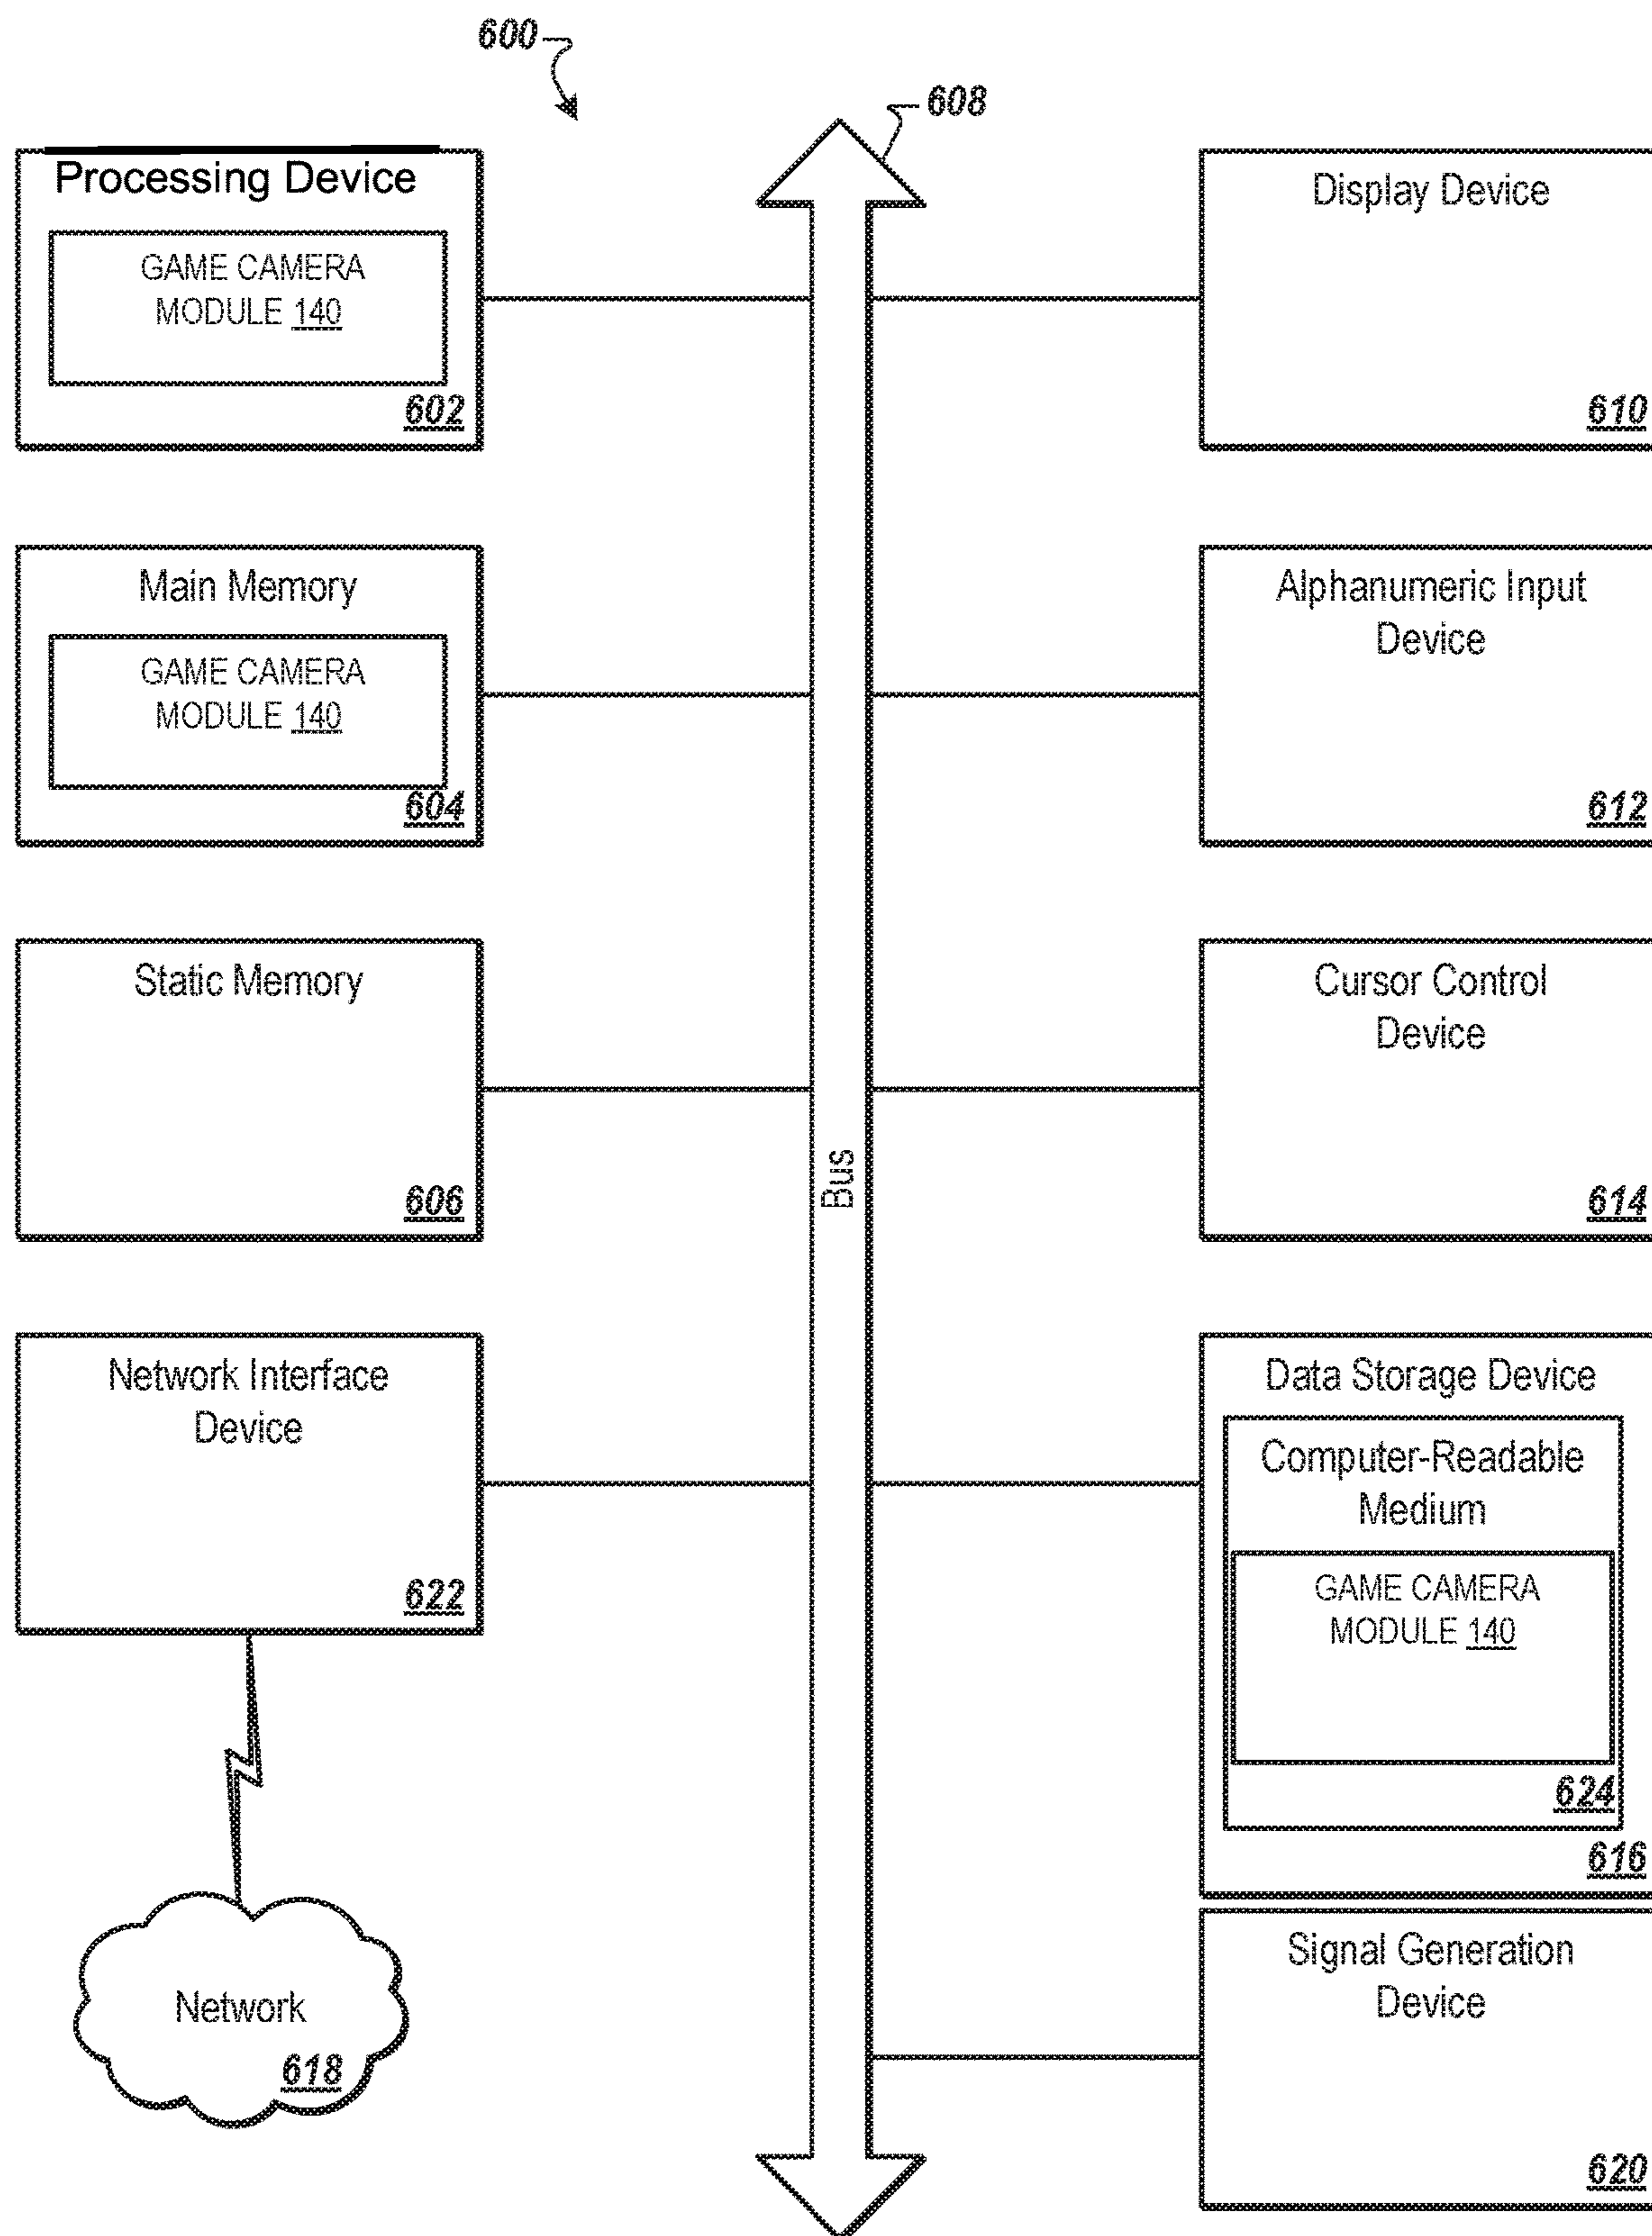 600
608
Processing Device
GAME CAMERA
MODULE 140
602
Main Memory
GAME CAMERA
MODULE 140
604
Static Memory
606
Network Interface
Device
622
Network
618
Bus
Display Device
610
Alphanumeric Input
Device
612
Cursor Control
Device
614
Data Storage Device
Computer-Readable
Medium
GAME CAMERA
MODULE 140
624
616
Signal Generation
Device
620